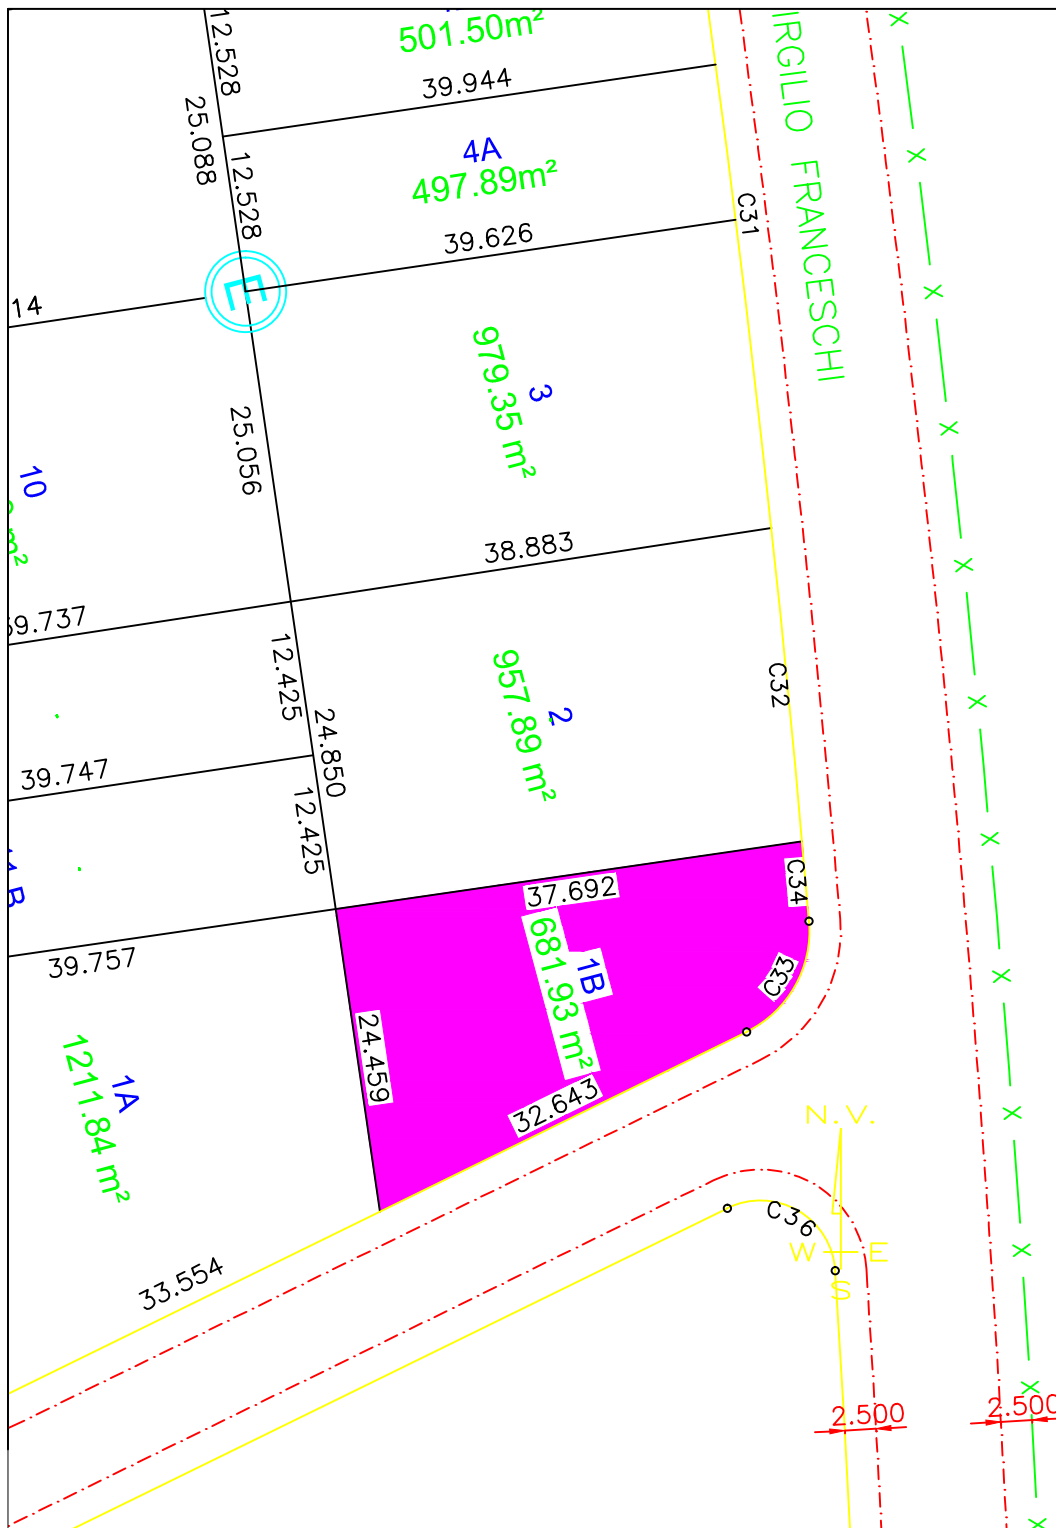 12.528
501.50m²
39.944
25.088
4A
497.89m²
12.528
C31
39.626
VIRGILIO FRANCESCHI
X
X
X
E
14
3
979.35 m²
25.056
10
m²
X
X
X
X
X
X
X
X
X
38.883
39.737
12.425
24.850
2
957.89 m²
C32
39.747
12.425
37.692
C34
1B
681.93 m²
C33
39.757
24.459
32.643
1A
1211.84 m²
N.V.
C36
W E
S
33.554
2.500
2.500